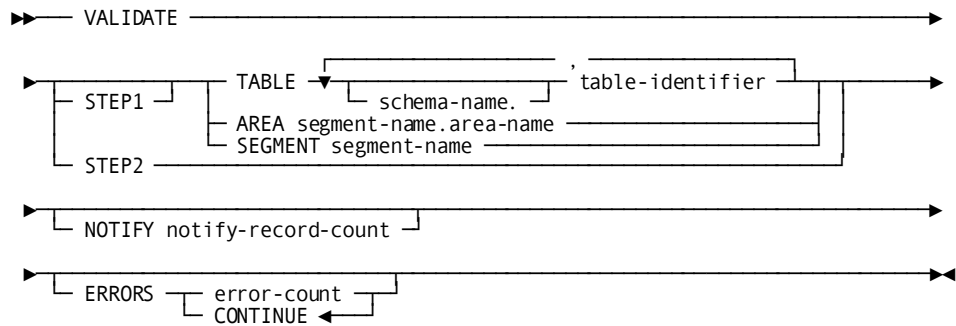 VALIDATE
,
TABLE table-identifier
STEP1 schema-name.
AREA segment-name.area-name
SEGMENT segment-name
STEP2
NOTIFY notify-record-count
ERRORS error-count
CONTINUE